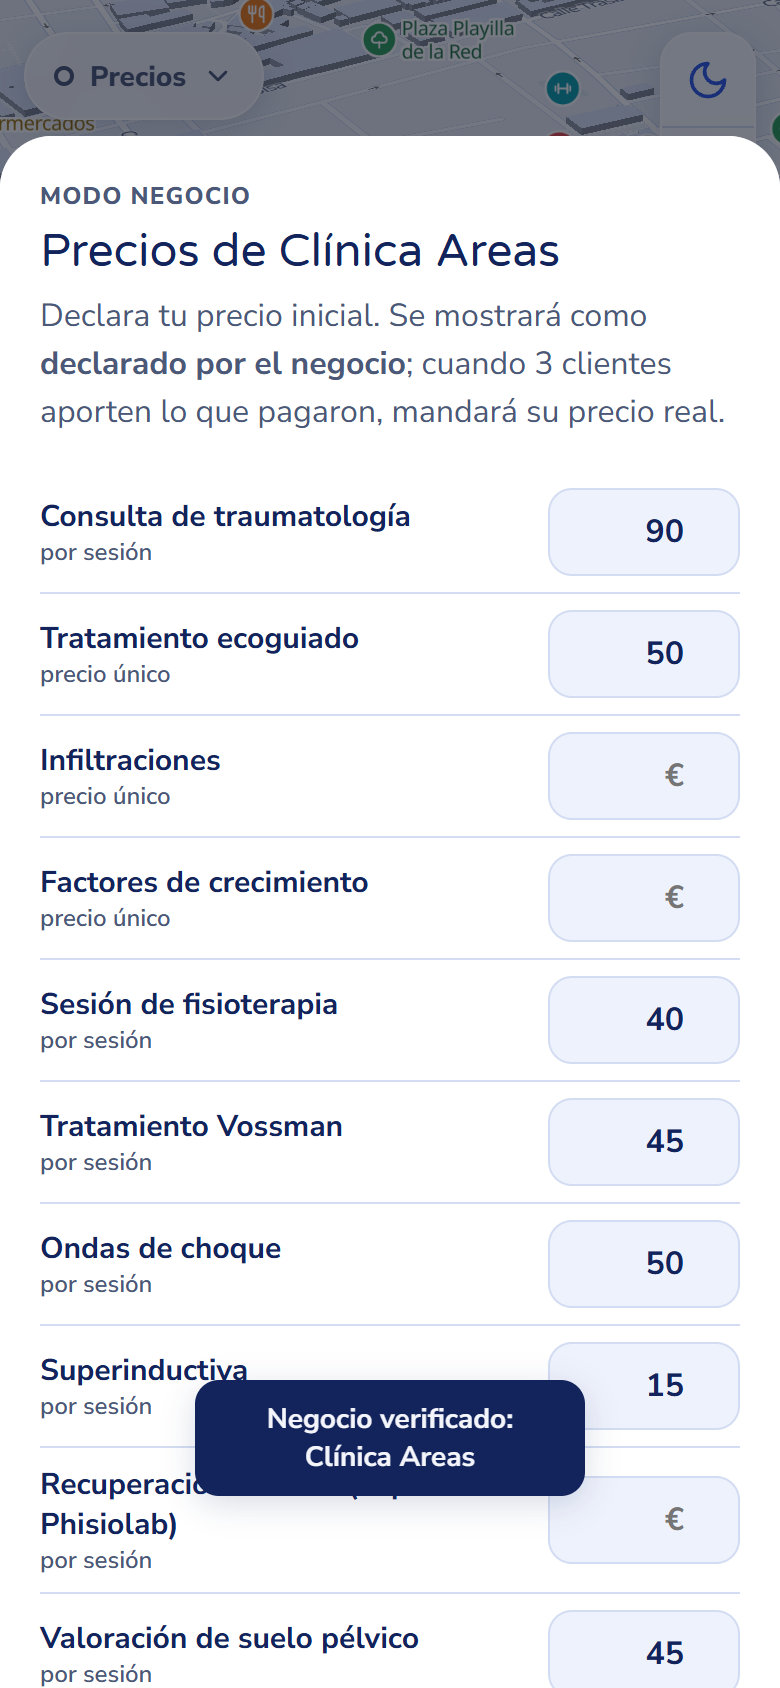 Plaza Playilla
de la Red
Precios
rmercados
MODO NEGOCIO
Precios de Clínica Areas
Declara tu precio inicial. Se mostrará como
declarado por el negocio; cuando 3 clientes
aporten lo que pagaron, mandará su precio real.
Consulta de traumatología
por sesión
90
Tratamiento ecoguiado
precio único
50
Infiltraciones
precio único
€
Factores de crecimiento
precio único
€
Sesión de fisioterapia
por sesión
40
Tratamiento Vossman
por sesión
45
Ondas de choque
por sesión
50
Superinductiva
por sesión
15
Negocio verificado:
Clínica Areas
Phisiolab)
por sesión
€
Valoración de suelo pélvico
por sesión
45